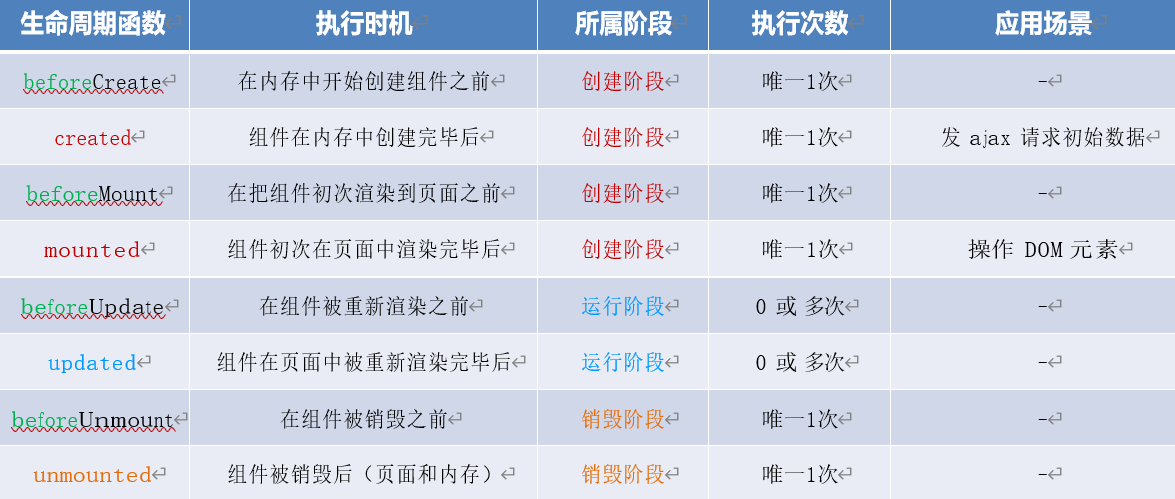 生命周期函数 执行时机 所属阶段 执行次数 应用场景
beforeCreate 在内存中开始创建组件之前 创建阶段 唯一1次 -
created 组件在内存中创建完毕后 创建阶段 唯一1次 发 ajax 请求初始数据
beforeMount 在把组件初次渲染到页面之前 创建阶段 唯一1次 -
mounted 组件初次在页面中渲染完毕后 创建阶段 唯一1次 操作 DOM 元素
beforeUpdate 在组件被重新渲染之前 运行阶段 0 或 多次 -
updated 组件在页面中被重新渲染完毕后 运行阶段 0 或 多次 -
beforeUnmount 在组件被销毁之前 销毁阶段 唯一1次 -
unmounted 组件被销毁后（页面和内存） 销毁阶段 唯一1次 -